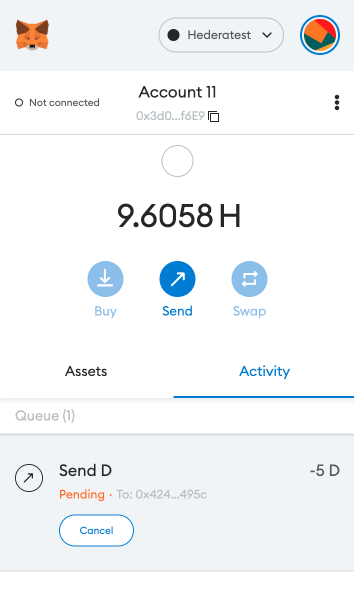 Hederatest
Not connected
Account 11
0x3d0...f6E9
9.6058 H
Buy
Send
Swap
Assets
Activity
Queue (1)
Send D
-5 D
Pending · To: 0x424...495c
Cancel